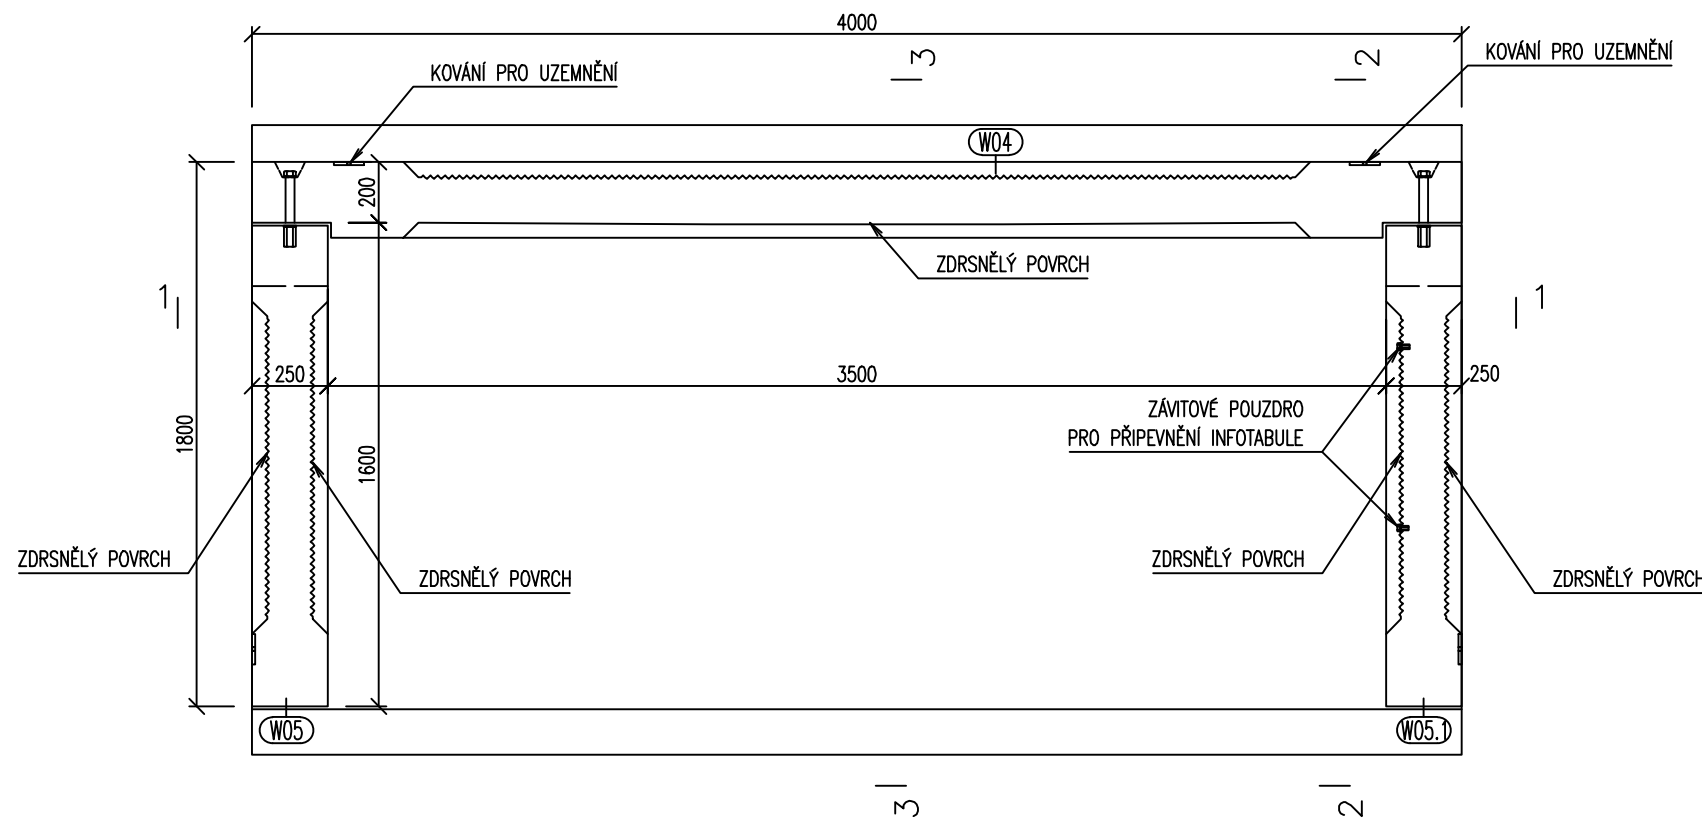 4000
3
2
KOVÁNÍ PRO UZEMNĚNÍ
KOVÁNÍ PRO UZEMNĚNÍ
W04
200
ZDRSNĚLÝ POVRCH
1
1
250
3500
250
ZÁVITOVÉ POUZDRO
PRO PŘIPEVNĚNÍ INFOTABULE
1800
1600
ZDRSNĚLÝ POVRCH
ZDRSNĚLÝ POVRCH
ZDRSNĚLÝ POVRCH
ZDRSNĚLÝ POVRCH
W05
W05.1
3
2